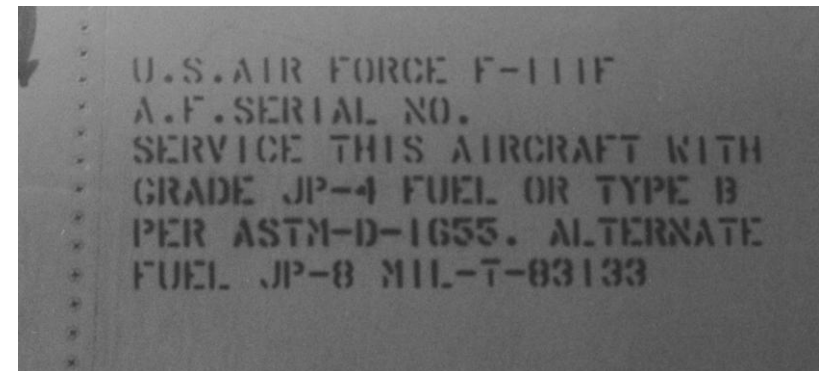 U.S.AIR FORCE F-111F
A.F.SERIAL NO.
SERVICE THIS AIRCRAFT WITH
GRADE JP-4 FUEL OR TYPE B
PER ASTM-D-1655. ALTERNATE
FUEL JP-8 MIL-T-83133